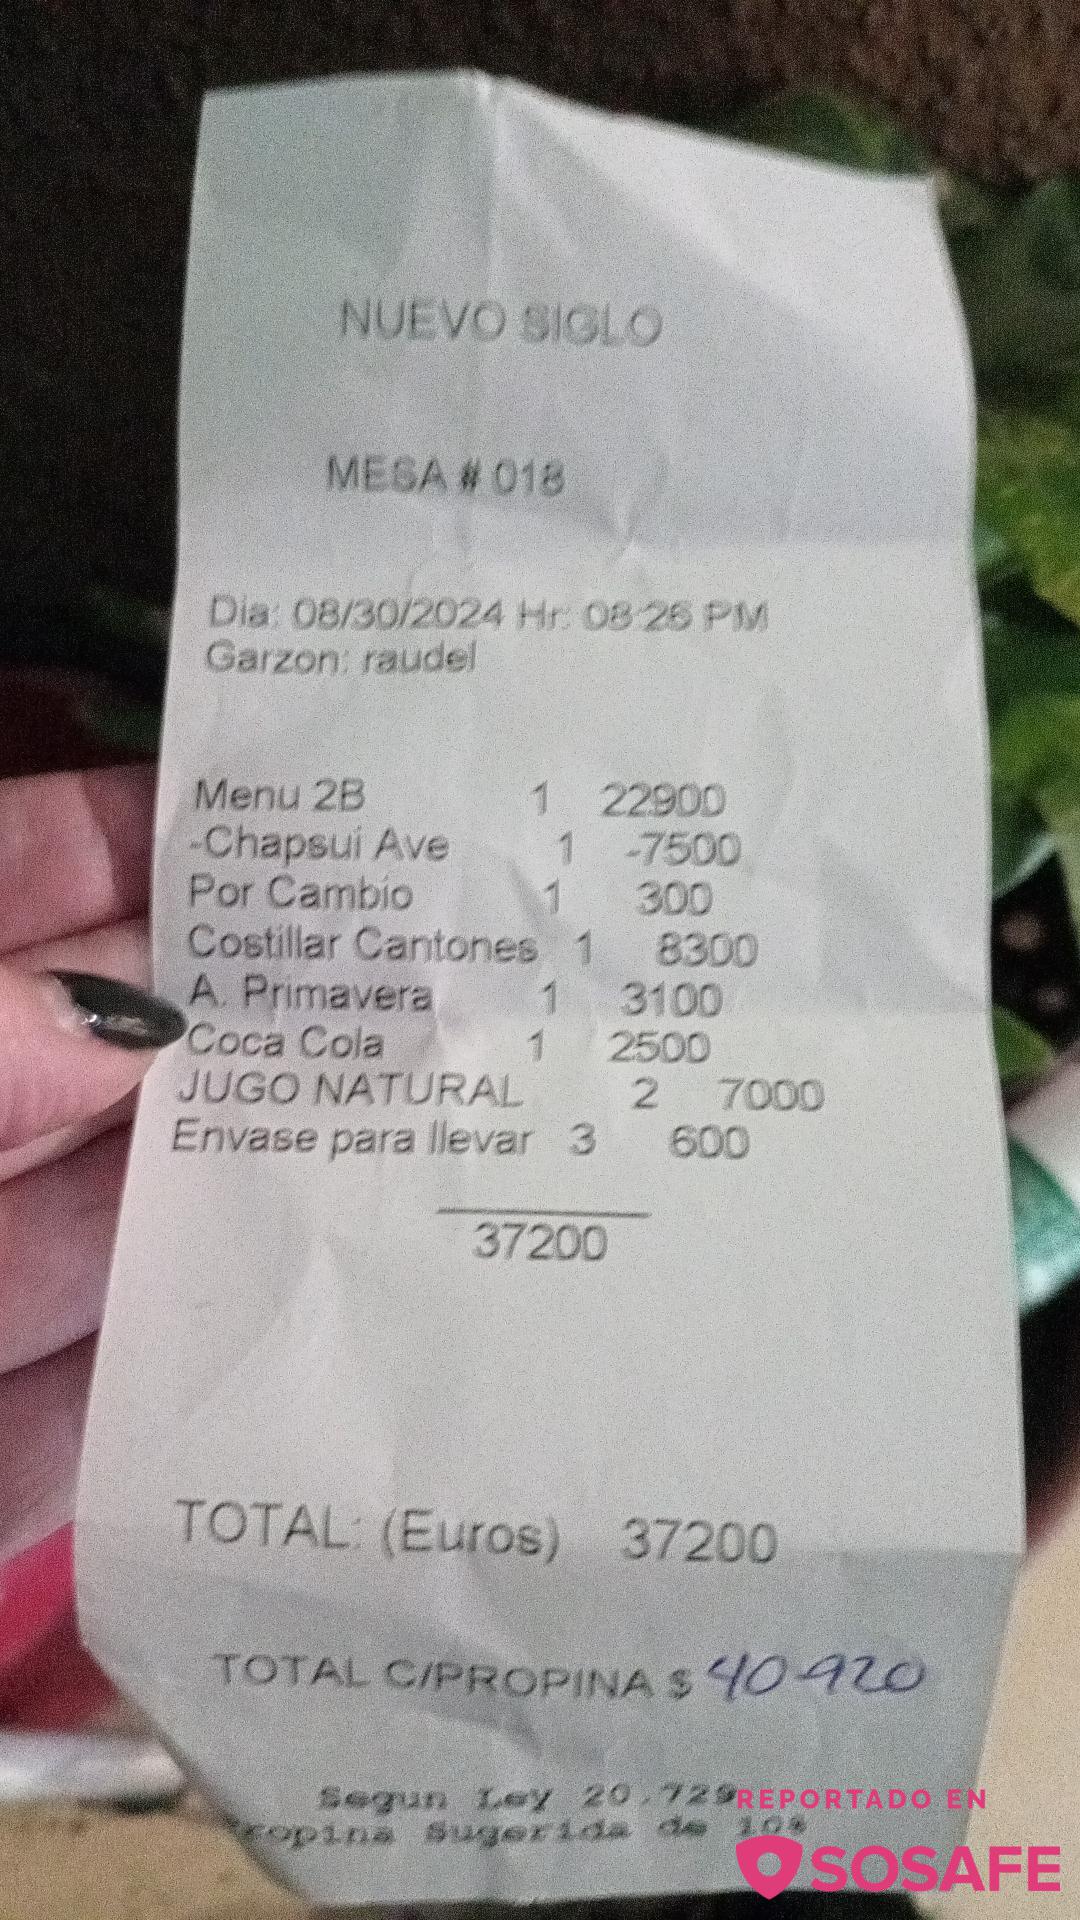 NUEVO SIGLO
MESA # 018
Dia: 08/30/2024 Hr: 08:26 PM
Garzon: raudel
Menu 2B 1 22900
-Chapsui Ave 1 -7500
Por Cambio 1 300
Costillar Cantones 1 8300
A. Primavera 1 3100
Coca Cola 1 2500
JUGO NATURAL 2 7000
Envase para llevar 3 600
37200
TOTAL: (Euros) 37200
TOTAL C/PROPINA $ 40-920
Segun Ley 20.729
ropina Sugerida de 10%
REPORTADO EN
SOSAFE